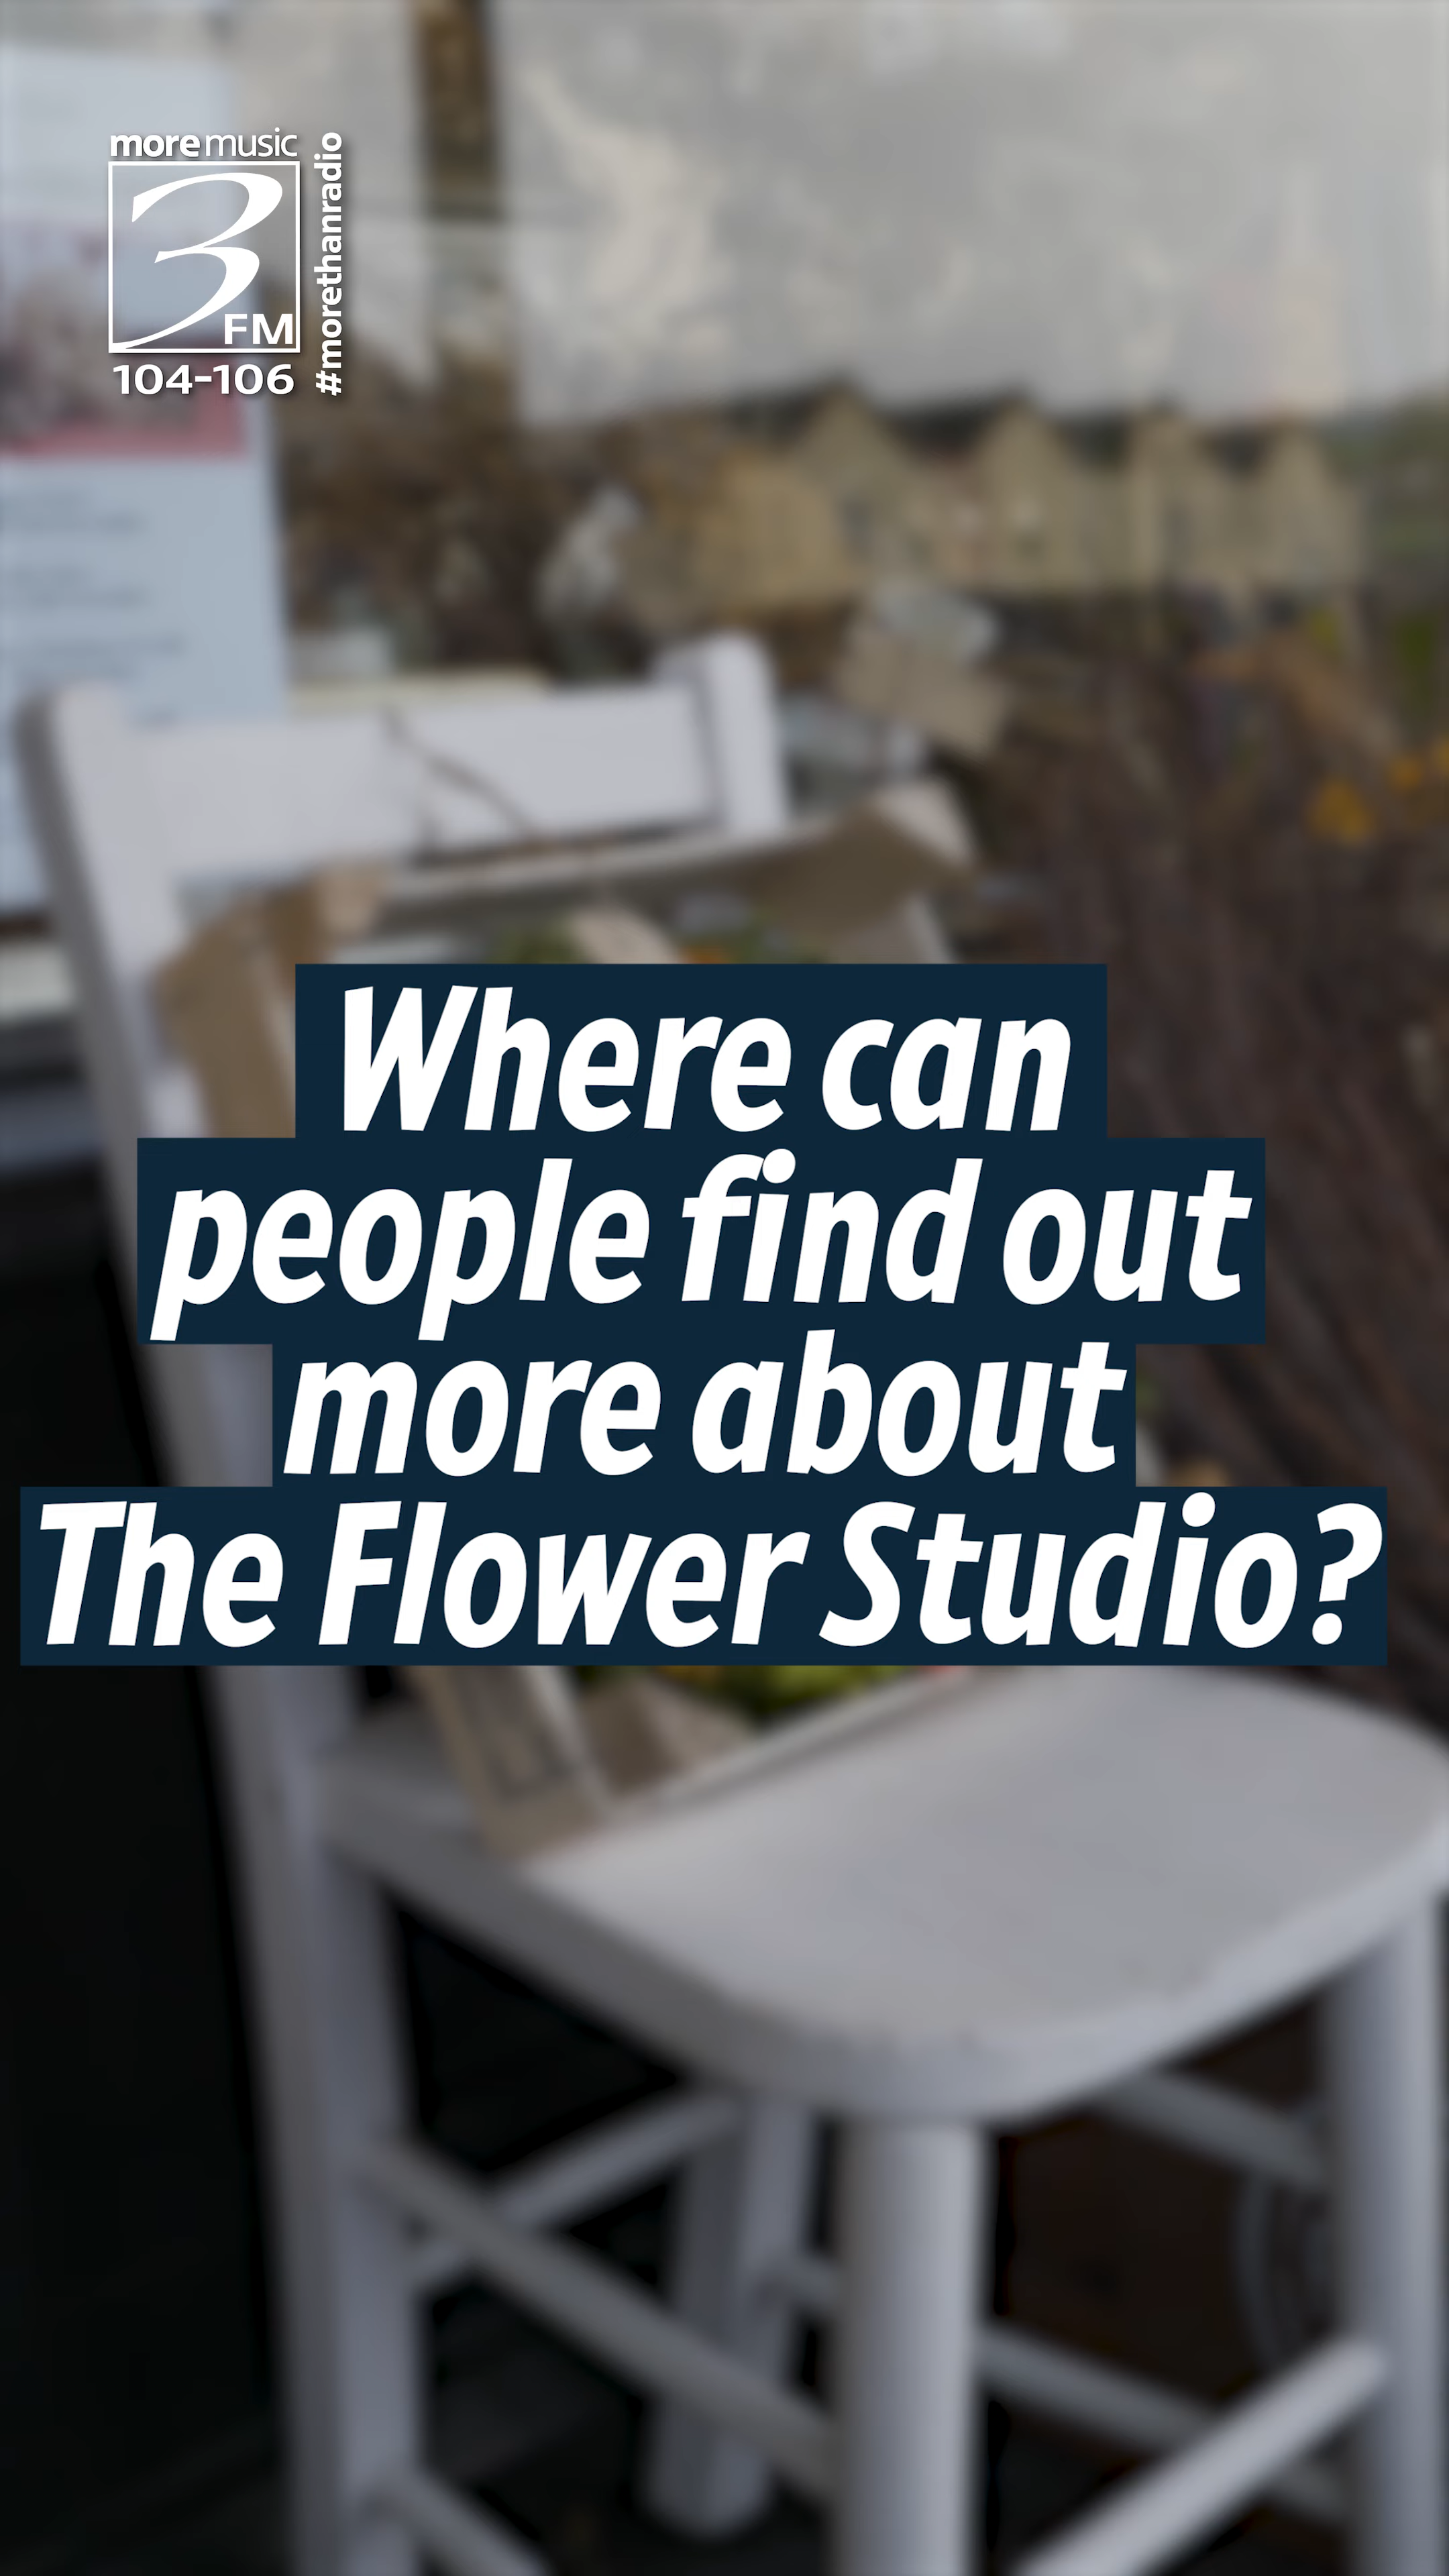 more music
3
FM
104-106
#morethanradio
Where can
people find out
more about
The Flower Studio?